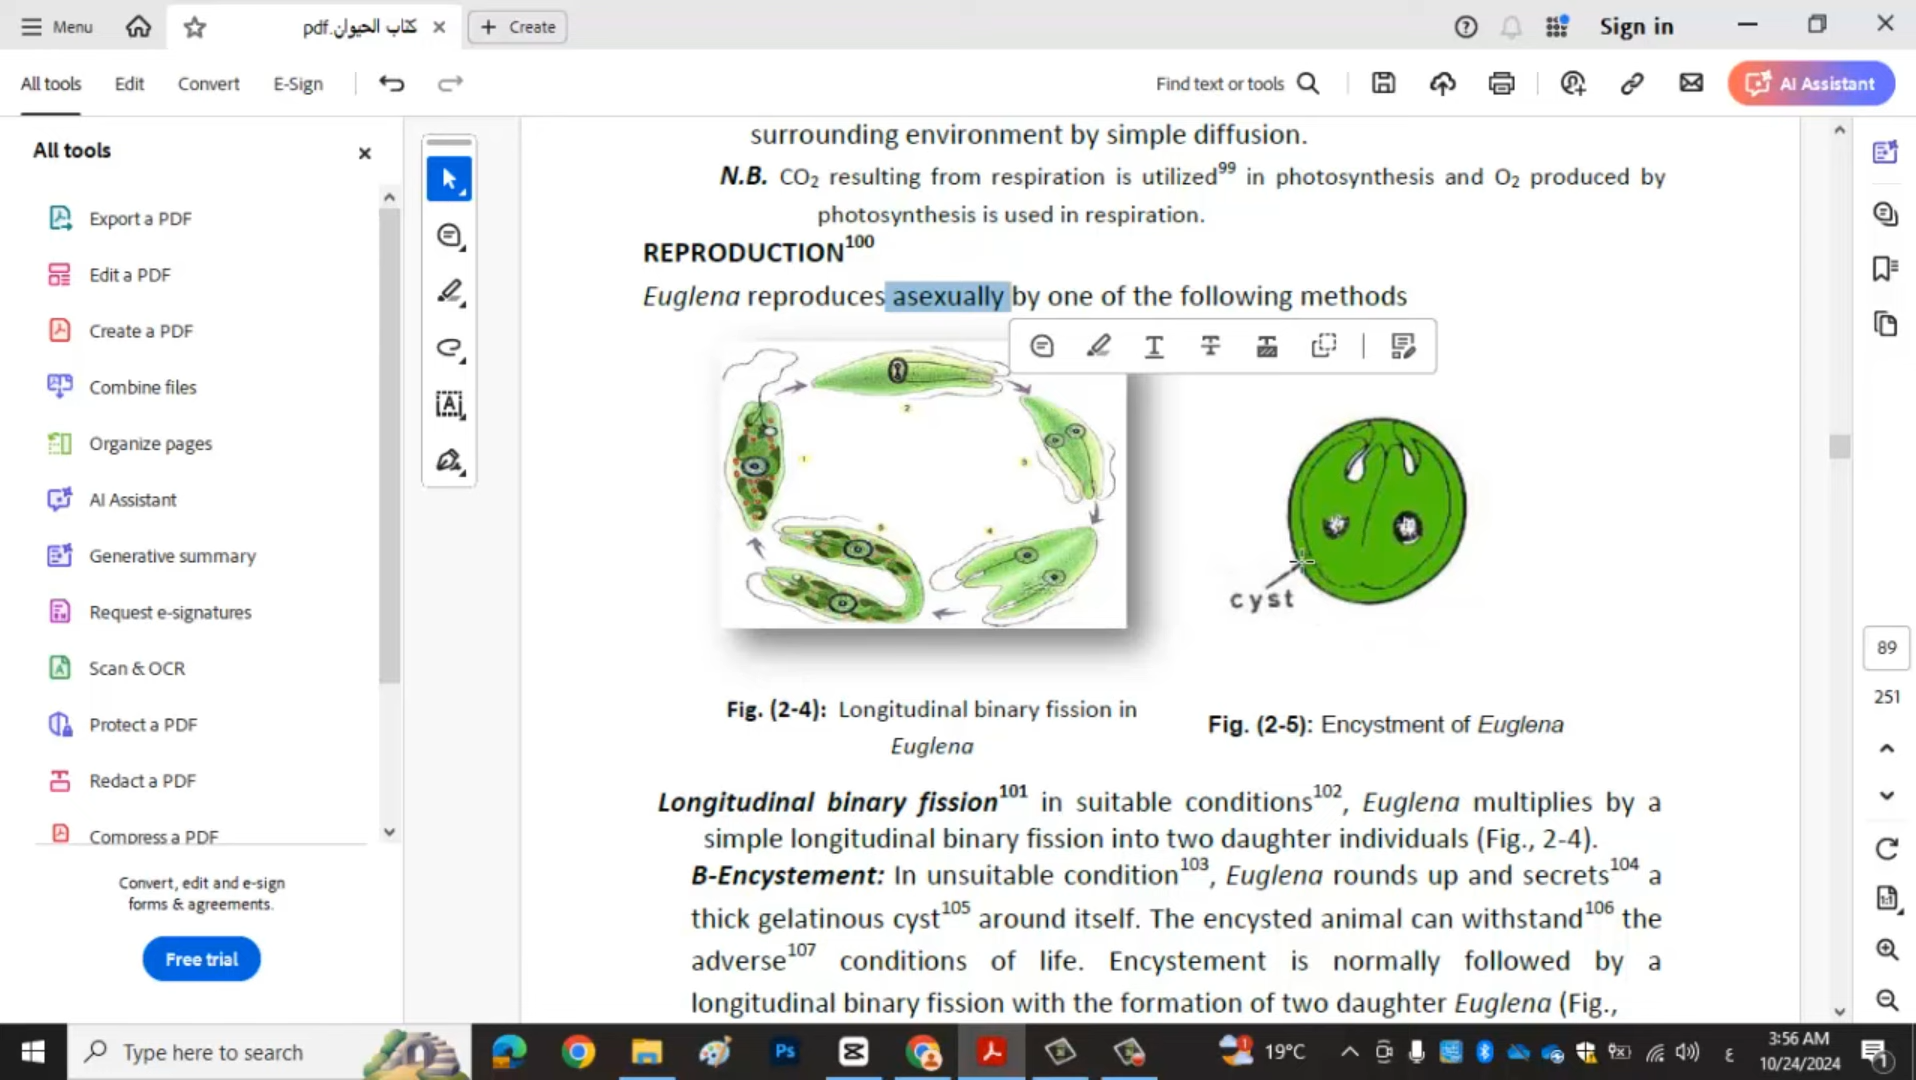 Menu
كتاب الحيوان.pdf
Create
Sign in
All tools
Edit
Convert
E-Sign
Find text or tools
AI Assistant
All tools
Export a PDF
Edit a PDF
Create a PDF
Combine files
Organize pages
AI Assistant
Generative summary
Request e-signatures
Scan & OCR
Protect a PDF
Redact a PDF
Compress a PDF
Convert, edit and e-sign
forms & agreements.
Free trial
surrounding environment by simple diffusion.
N.B. CO2 resulting from respiration is utilized99 in photosynthesis and O2 produced by
photosynthesis is used in respiration.
REPRODUCTION100
Euglena reproduces asexually by one of the following methods
1
2
3
4
5
cyst
Fig. (2-4): Longitudinal binary fission in
Euglena
Fig. (2-5): Encystment of Euglena
Longitudinal binary fission101 in suitable conditions102, Euglena multiplies by a
simple longitudinal binary fission into two daughter individuals (Fig., 2-4).
B-Encystement: In unsuitable condition103, Euglena rounds up and secrets104 a
thick gelatinous cyst105 around itself. The encysted animal can withstand106 the
adverse107 conditions of life. Encystement is normally followed by a
longitudinal binary fission with the formation of two daughter Euglena (Fig.,
89
251
Type here to search
Ps
19°C
ع
3:56 AM
10/24/2024
1